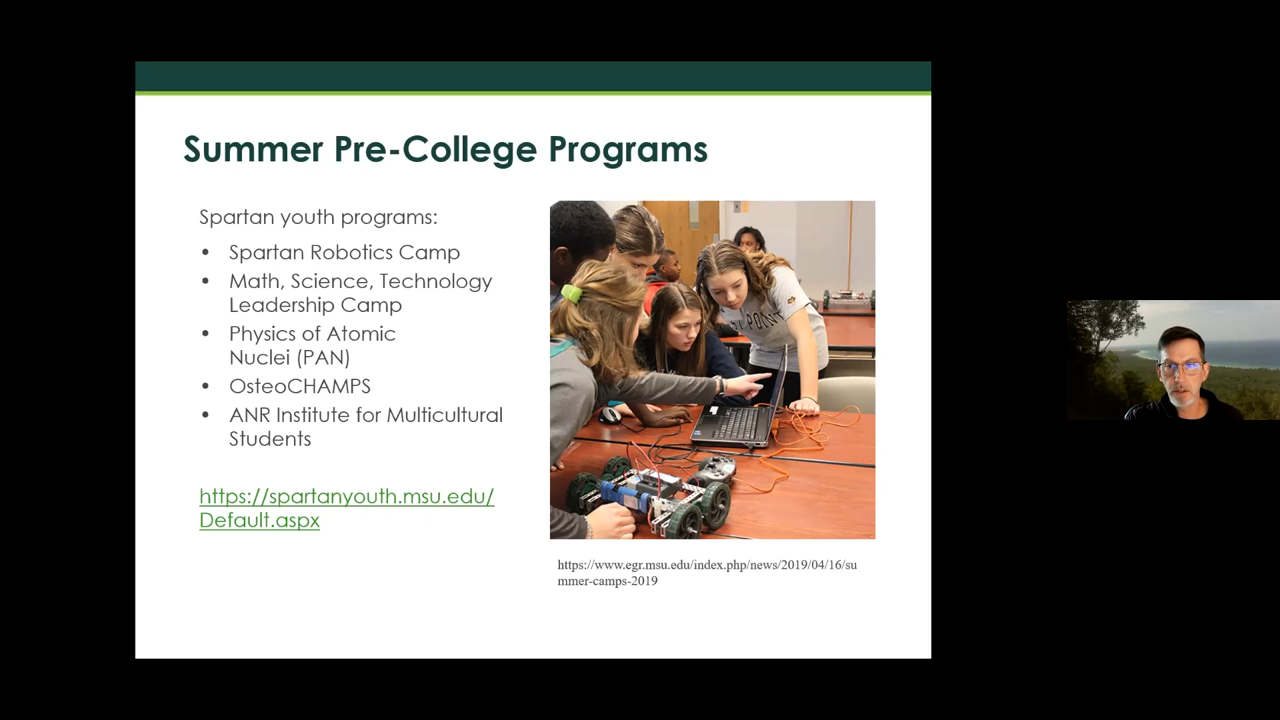 Summer Pre-College Programs
Spartan youth programs:
• Spartan Robotics Camp
• Math, Science, Technology
Leadership Camp
• Physics of Atomic
Nuclei (PAN)
• OsteoCHAMPS
• ANR Institute for Multicultural
Students
https://spartanyouth.msu.edu/
Default.aspx
https://www.egr.msu.edu/index.php/news/2019/04/16/su
mmer-camps-2019